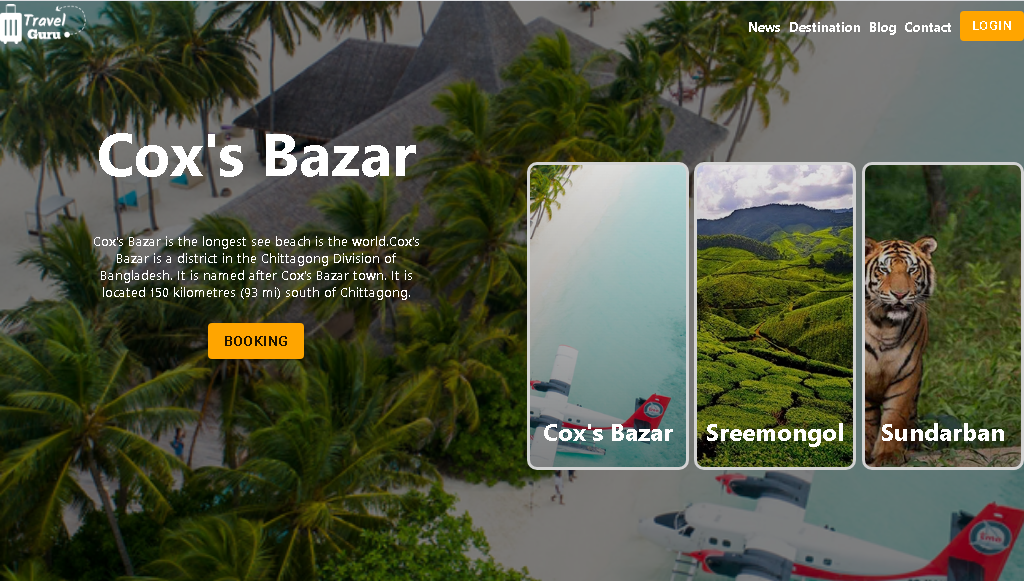 Travel
Guru
News Destination Blog Contact LOGIN
Cox's Bazar
Cox's Bazar is the longest see beach is the world.Cox's
Bazar is a district in the Chittagong Division of
Bangladesh. It is named after Cox's Bazar town. It is
located 150 kilometres (93 mi) south of Chittagong.
BOOKING
Cox's Bazar
Sreemongol
Sundarban